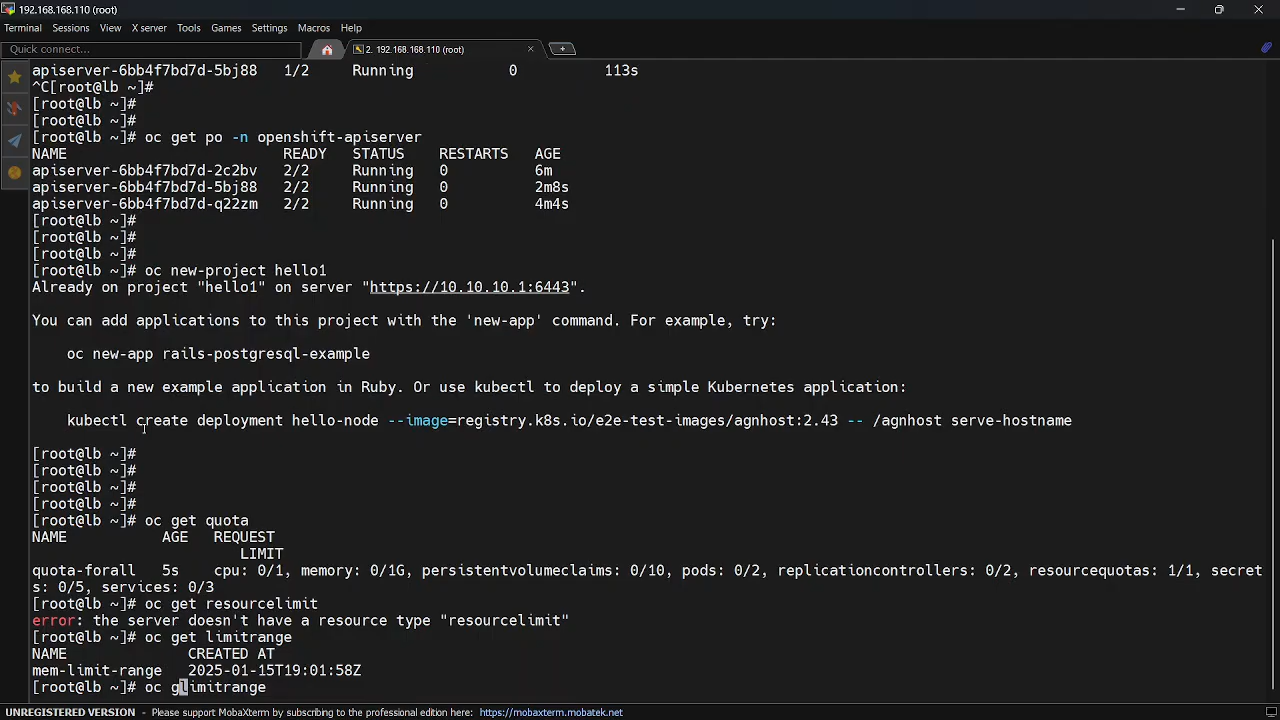 192.168.168.110 (root)
Terminal Sessions View X server Tools Games Settings Macros Help
Quick connect...
2. 192.168.168.110 (root)
apiserver-6bb4f7bd7d-5bj88 1/2 Running 0 113s
^C[root@lb ~]#
[root@lb ~]#
[root@lb ~]#
[root@lb ~]# oc get po -n openshift-apiserver
NAME READY STATUS RESTARTS AGE
apiserver-6bb4f7bd7d-2c2bv 2/2 Running 0 6m
apiserver-6bb4f7bd7d-5bj88 2/2 Running 0 2m8s
apiserver-6bb4f7bd7d-q22zm 2/2 Running 0 4m4s
[root@lb ~]#
[root@lb ~]#
[root@lb ~]#
[root@lb ~]# oc new-project hello1
Already on project "hello1" on server "https://10.10.10.1:6443".
You can add applications to this project with the 'new-app' command. For example, try:
oc new-app rails-postgresql-example
to build a new example application in Ruby. Or use kubectl to deploy a simple Kubernetes application:
kubectl create deployment hello-node --image=registry.k8s.io/e2e-test-images/agnhost:2.43 -- /agnhost serve-hostname
[root@lb ~]#
[root@lb ~]#
[root@lb ~]#
[root@lb ~]#
[root@lb ~]# oc get quota
NAME AGE REQUEST
LIMIT
quota-forall 5s cpu: 0/1, memory: 0/1G, persistentvolumeclaims: 0/10, pods: 0/2, replicationcontrollers: 0/2, resourcequotas: 1/1, secret
s: 0/5, services: 0/3
[root@lb ~]# oc get resourcelimit
error: the server doesn't have a resource type "resourcelimit"
[root@lb ~]# oc get limitrange
NAME CREATED AT
mem-limit-range 2025-01-15T19:01:58Z
[root@lb ~]# oc glimitrange
UNREGISTERED VERSION - Please support MobaXterm by subscribing to the professional edition here: https://mobaxterm.mobatek.net